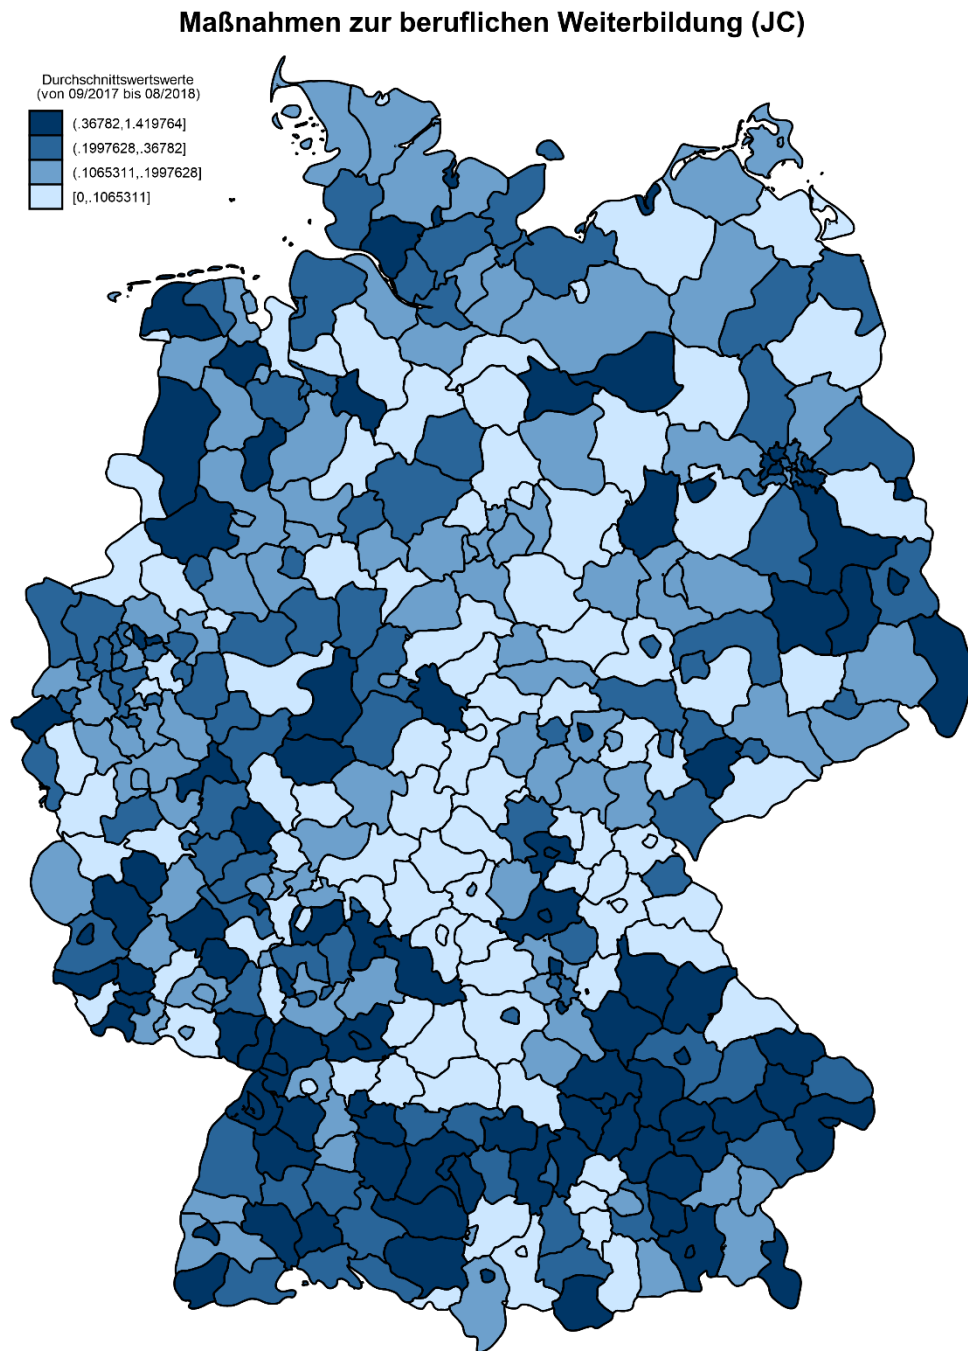 Maßnahmen zur beruflichen Weiterbildung (JC)
Durchschnittswertswerte
(von 09/2017 bis 08/2018)
(.36782,1.419764]
(.1997628,.36782]
(.1065311,.1997628]
[0,.1065311]